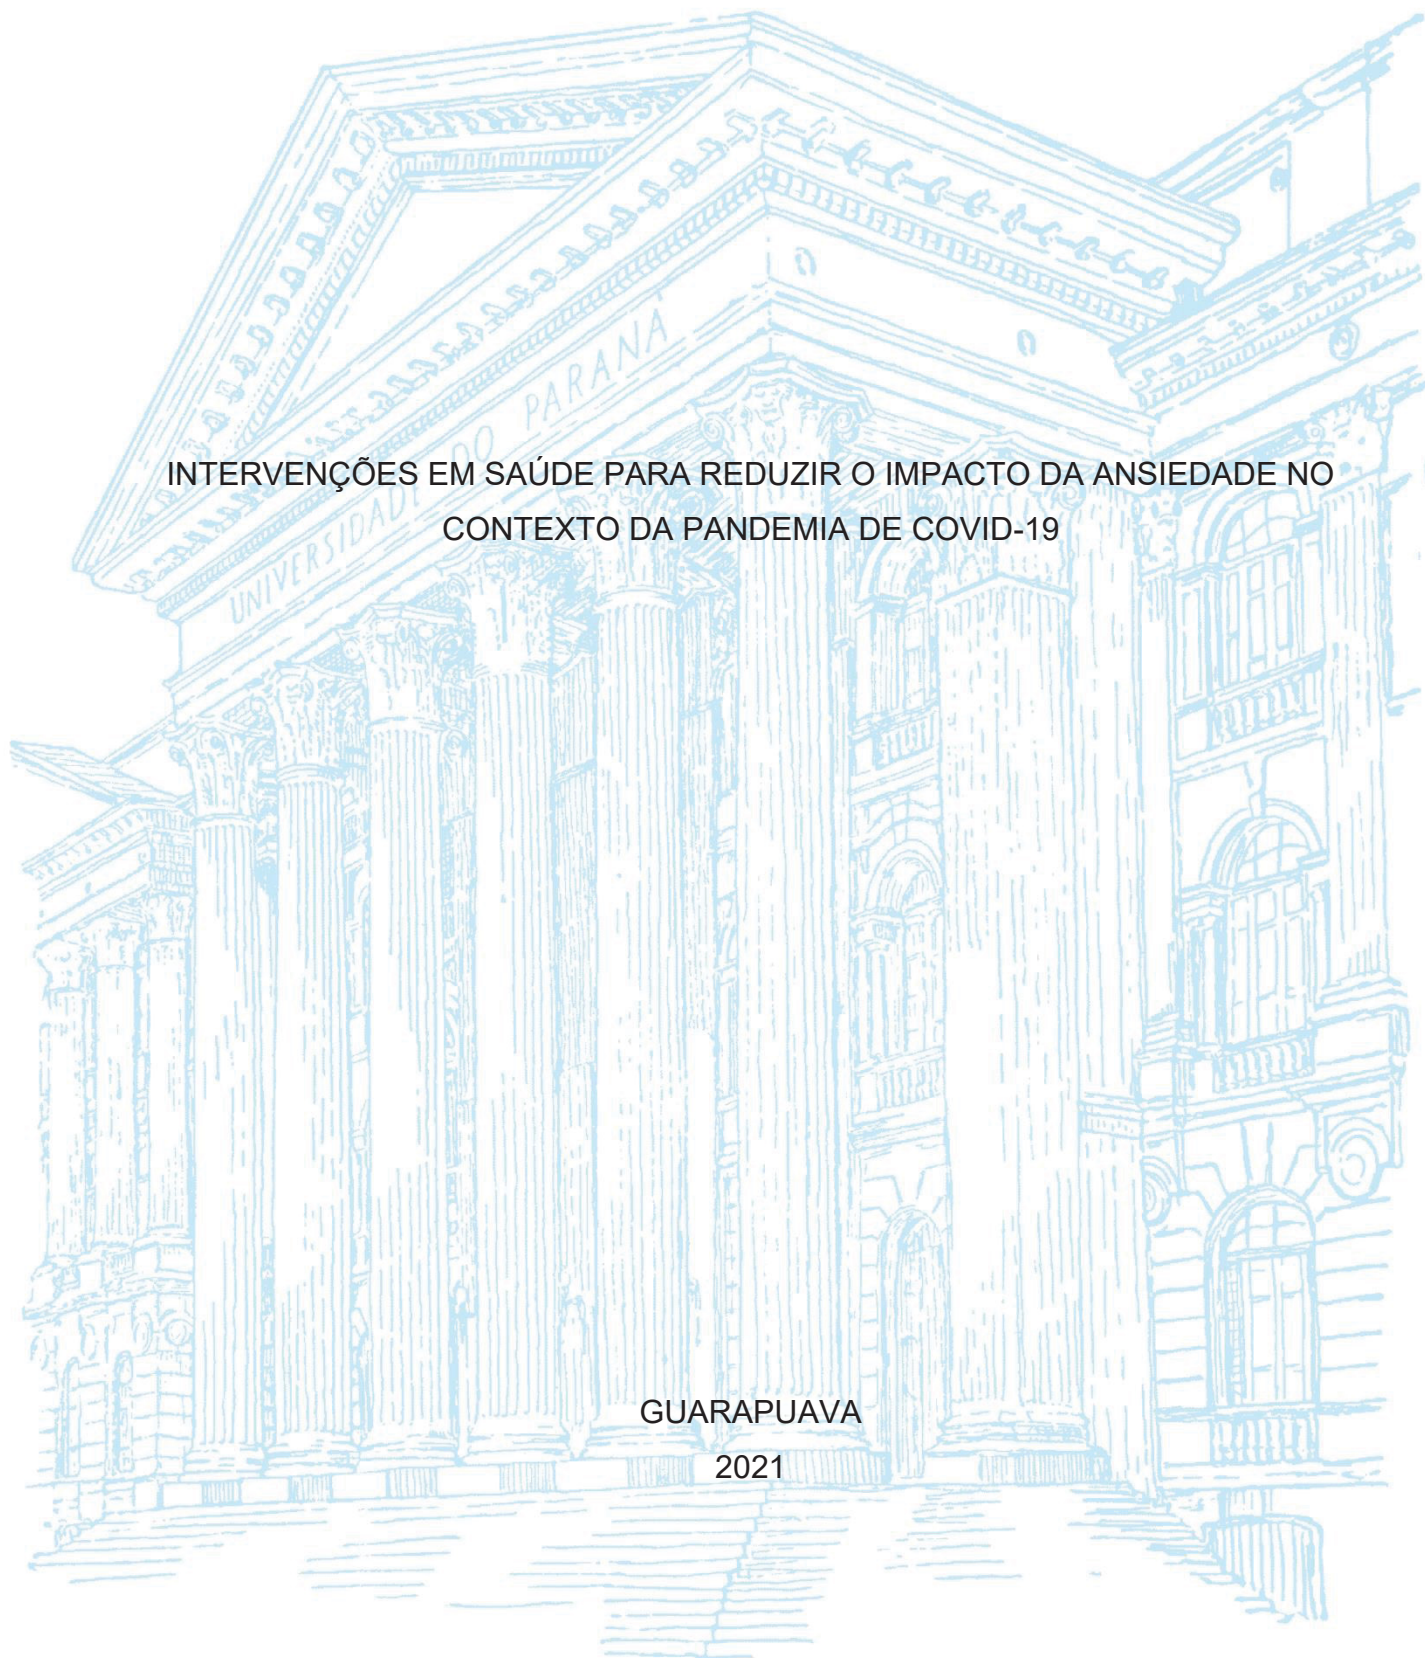 UNIVERSIDADE DO PARANÁ
INTERVENÇÕES EM SAÚDE PARA REDUZIR O IMPACTO DA ANSIEDADE NO
CONTEXTO DA PANDEMIA DE COVID-19
GUARAPUAVA
2021